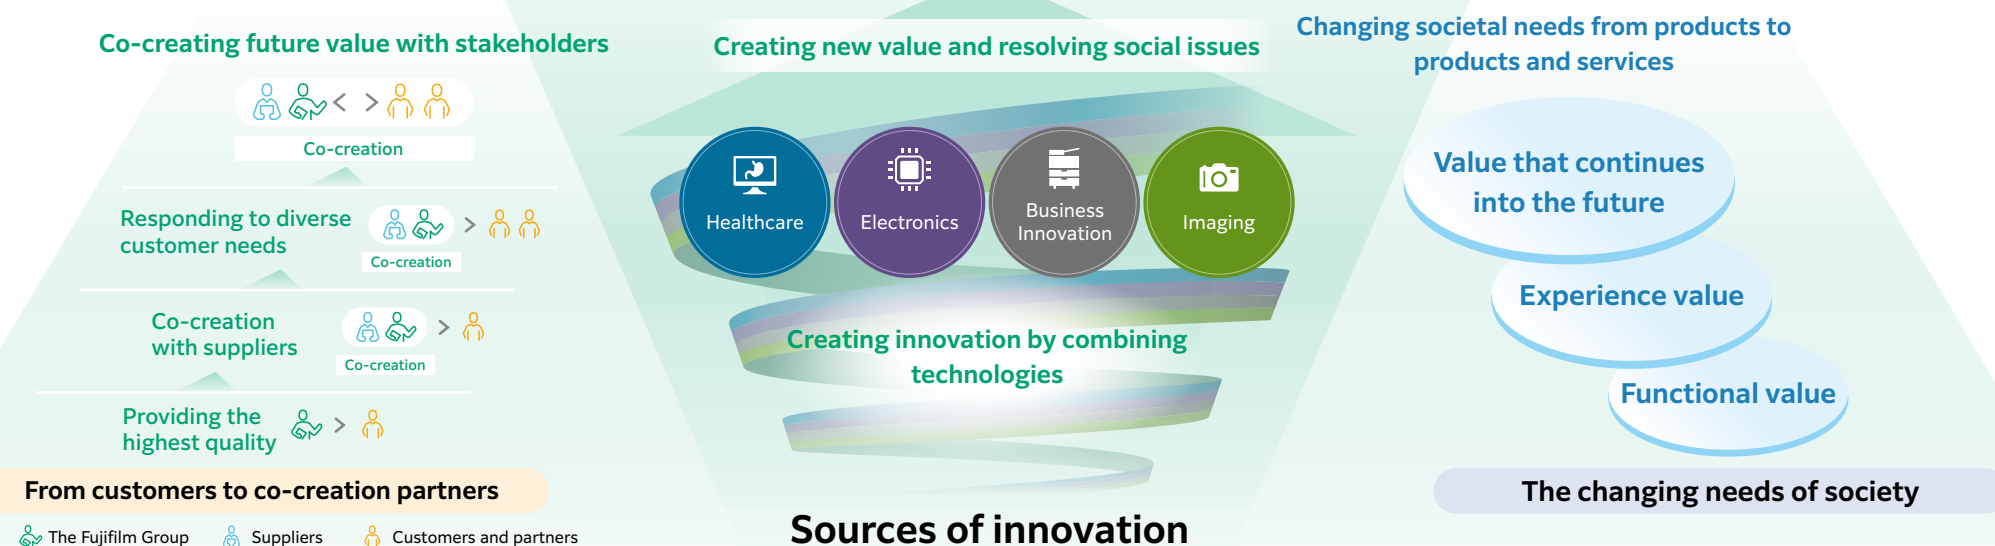 Co-creating future value with stakeholders
Co-creation
Responding to diverse
customer needs
Co-creation
Co-creation
with suppliers
Co-creation
Providing the
highest quality
From customers to co-creation partners
The Fujifilm Group
Suppliers
Customers and partners
Creating new value and resolving social issues
Healthcare
Electronics
Business
Innovation
Imaging
Creating innovation by combining
technologies
Sources of innovation
Changing societal needs from products to
products and services
Value that continues
into the future
Experience value
Functional value
The changing needs of society